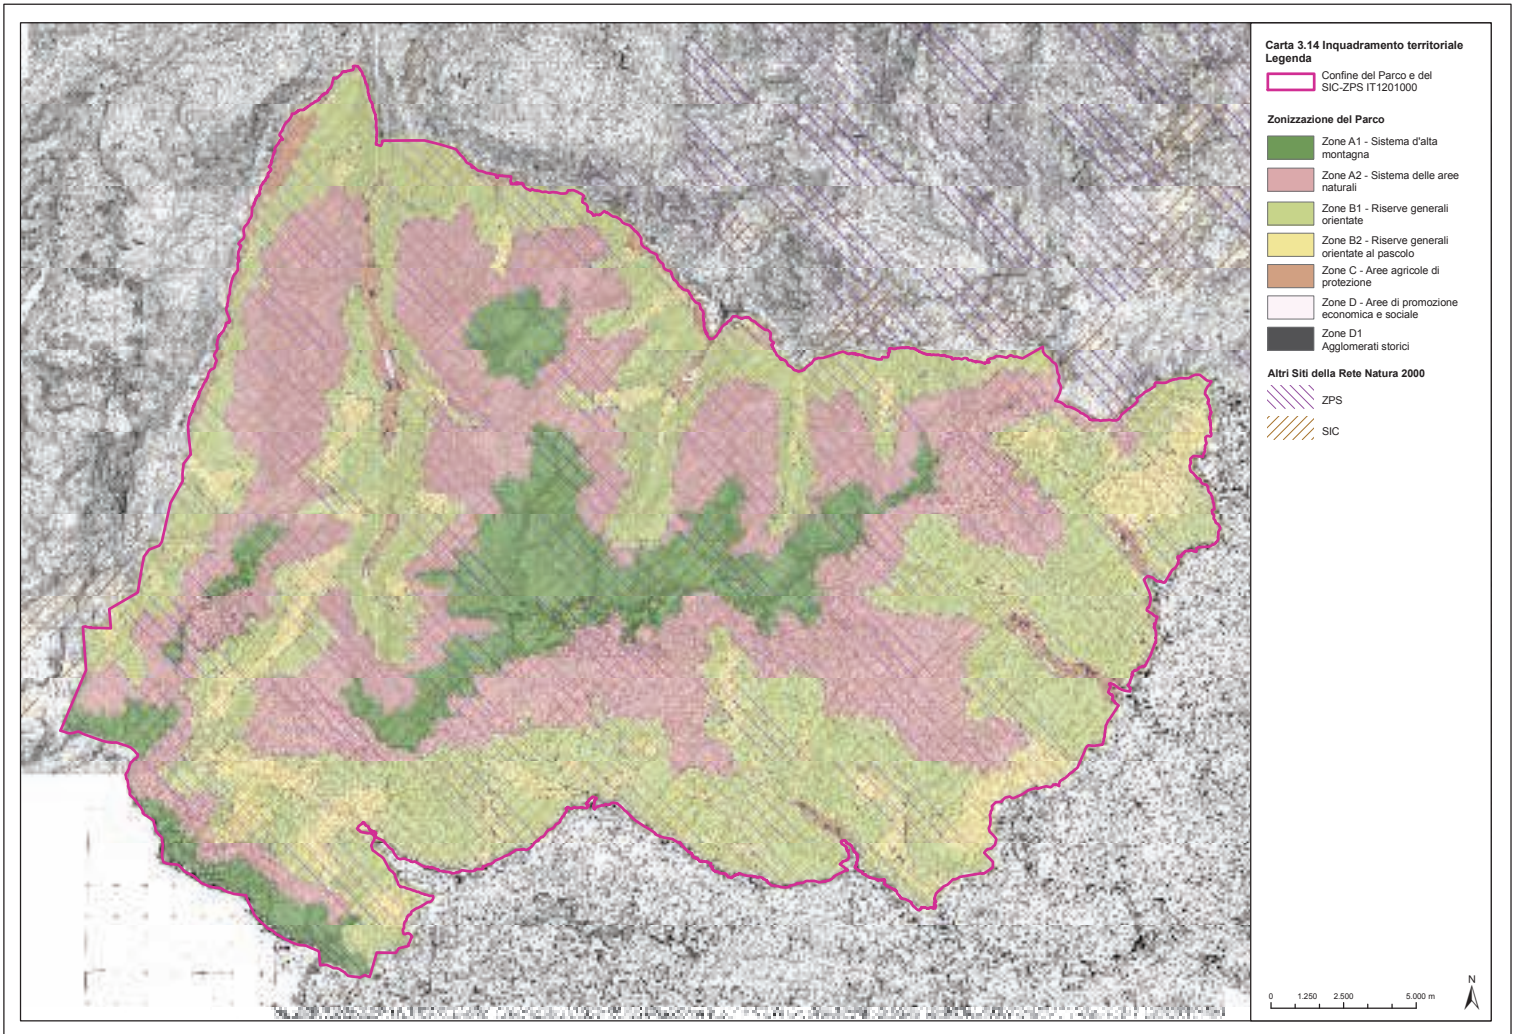 Carta 3.14 Inquadramento territoriale
Legenda
Confine del Parco e del
SIC-ZPS IT1201000
Zonizzazione del Parco
Zone A1 - Sistema d'alta
montagna
Zone A2 - Sistema delle aree
naturali
Zone B1 - Riserve generali
orientate
Zone B2 - Riserve generali
orientate al pascolo
Zone C - Aree agricole di
protezione
Zone D - Aree di promozione
economica e sociale
Zone D1
Agglomerati storici
Altri Siti della Rete Natura 2000
ZPS
SIC
N
0 1.250 2.500 5.000 m